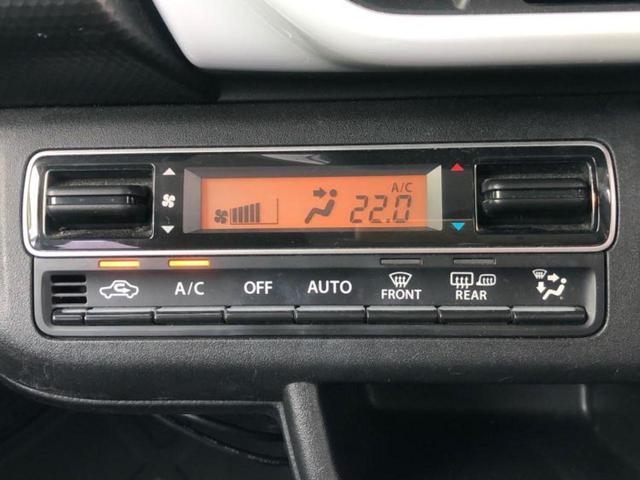 A/C
22.0
A/C
OFF
AUTO
FRONT
REAR